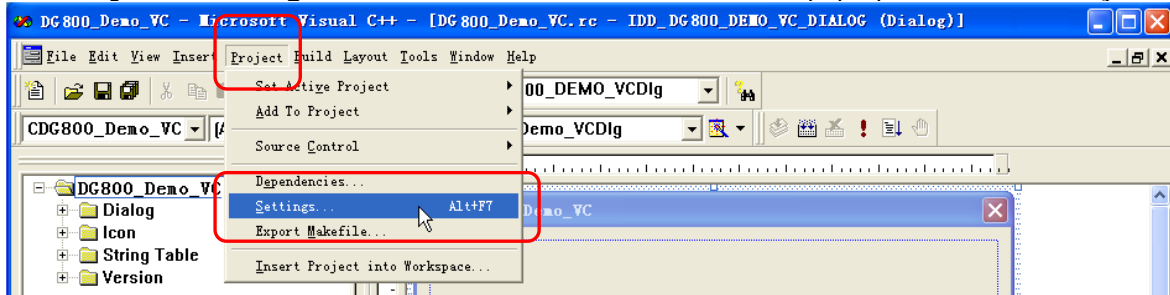 DG800_Demo_VC - Microsoft Visual C++ - [DG800_Demo_VC.rc - IDD_DG800_DEMO_VC_DIALOG (Dialog)]
File Edit View Insert Project Build Layout Tools Window Help
Set Active Project
00_DEMO_VCDlg
Add To Project
CDG800_Demo_VC
Demo_VCDlg
Source Control
Dependencies...
DG800_Demo_VC
Settings... Alt+F7
Demo_VC
Dialog
Export Makefile...
Icon
String Table
Insert Project into Workspace...
Version